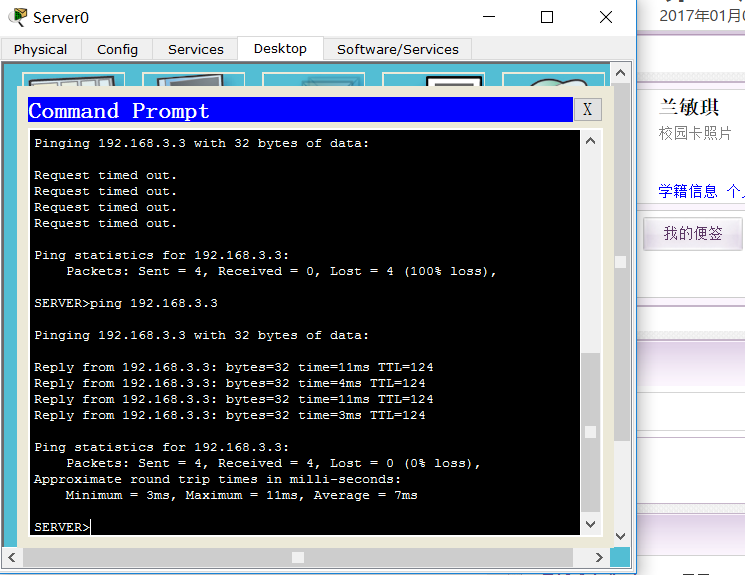 Server0
Physical Config Services Desktop Software/Services
Command Prompt X
Pinging 192.168.3.3 with 32 bytes of data:
Request timed out.
Request timed out.
Request timed out.
Request timed out.
Ping statistics for 192.168.3.3:
Packets: Sent = 4, Received = 0, Lost = 4 (100% loss),
SERVER>ping 192.168.3.3
Pinging 192.168.3.3 with 32 bytes of data:
Reply from 192.168.3.3: bytes=32 time=11ms TTL=124
Reply from 192.168.3.3: bytes=32 time=4ms TTL=124
Reply from 192.168.3.3: bytes=32 time=11ms TTL=124
Reply from 192.168.3.3: bytes=32 time=3ms TTL=124
Ping statistics for 192.168.3.3:
Packets: Sent = 4, Received = 4, Lost = 0 (0% loss),
Approximate round trip times in milli-seconds:
Minimum = 3ms, Maximum = 11ms, Average = 7ms
SERVER>
2017年01月
兰敏琪
校园卡照片
学籍信息 个
我的便签